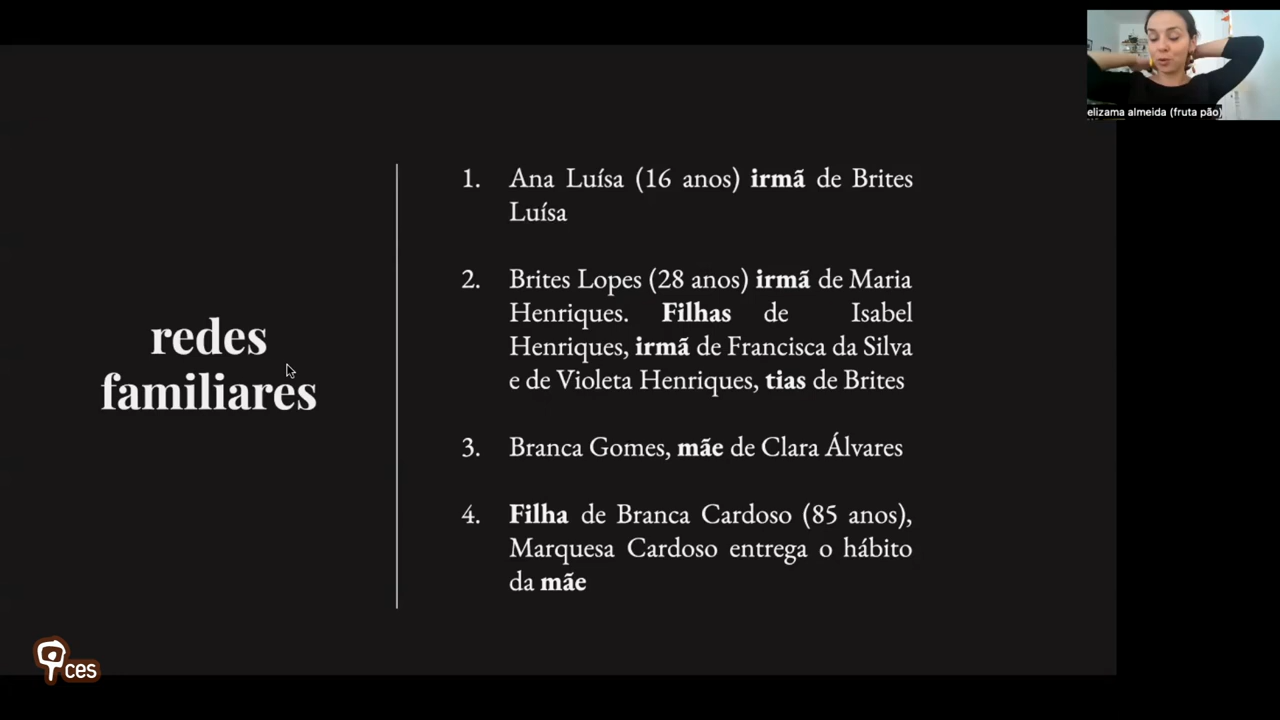 elizama almeida (fruta pão)
redes
familiares
1. Ana Luísa (16 anos) irmã de Brites
Luísa
2. Brites Lopes (28 anos) irmã de Maria
Henriques. Filhas de Isabel
Henriques, irmã de Francisca da Silva
e de Violeta Henriques, tias de Brites
3. Branca Gomes, mãe de Clara Álvares
4. Filha de Branca Cardoso (85 anos),
Marquesa Cardoso entrega o hábito
da mãe
ces